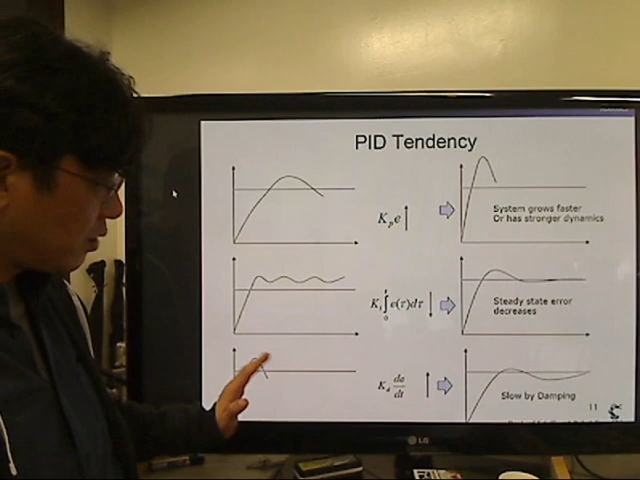 PID Tendency
K_p e ↑
System grows faster
Or has stronger dynamics
K_i ∫_0^t e(τ)dτ ↓
Steady state error
decreases
K_d de/dt ↑
Slow by Damping
11
LG